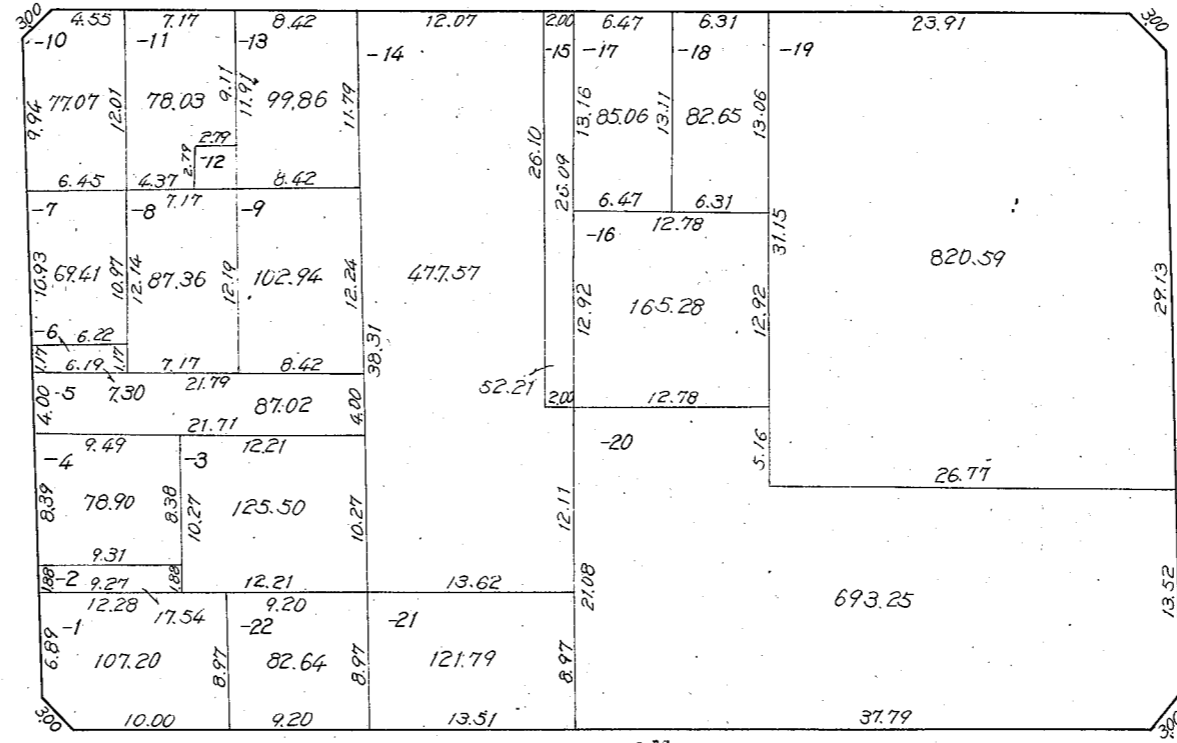 3.00 4.55 7.17 8.42 12.07 2.00 6.47 6.31 23.91 3.00
-10 -11 -13 -14 -15 -17 -18 -19
9.94 77.07 12.01 78.03 9.11 11.91 99.86 11.79 26.10 13.16 85.06 13.11 82.65 13.06
2.79
2.79 -12
6.45 4.37 8.42 26.09 6.47 6.31
7.17 12.78
-7 -8 -9 -16 31.15
10.93 69.41 10.97 12.14 87.36 12.19 102.94 12.24 477.57 12.92 165.28 12.92 820.59 29.13
-6 6.22
1.17 6.19 1.17 7.17 8.42 38.31 52.21 2.00 12.78
4.00 -5 7.30 21.79 87.02 4.00
21.71
9.49 12.21 -20 5.16
-4 -3 26.77
8.39 78.90 8.38 10.27 125.50 10.27 12.11
9.31
1.88 -2 9.27 1.88 12.21 13.62 21.08 693.25 13.52
12.28 17.54 9.20
-1 -22 -21
6.89 107.20 8.97 82.64 8.97 121.79 8.97
3.00 10.00 9.20 13.51 37.79 3.00